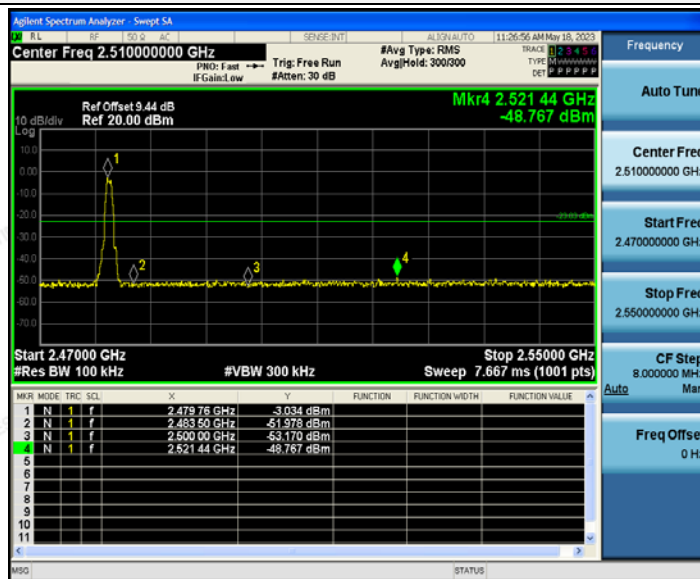 Agilent Spectrum Analyzer - Swept SA
RL RF 50 Ω AC SENSE:INT ALIGN AUTO 11:26:56 AM May 18, 2023
Center Freq 2.510000000 GHz
PNO: Fast
IFGain:Low
Trig: Free Run
#Atten: 30 dB
#Avg Type: RMS
Avg|Hold: 300/300
TRACE 1 2 3 4 5 6
TYPE M
DET P P P P P P
Frequency
Mkr4 2.521 44 GHz
-48.767 dBm
Ref Offset 9.44 dB
Ref 20.00 dBm
10 dB/div
Log
10.0
0.00
-10.0
-20.0
-30.0
-40.0
-50.0
-60.0
-70.0
1
2
3
4
-23.03 dBm
Start 2.47000 GHz
#Res BW 100 kHz
#VBW 300 kHz
Stop 2.55000 GHz
Sweep 7.667 ms (1001 pts)
MKR MODE TRC SCL X Y FUNCTION FUNCTION WIDTH FUNCTION VALUE
1 N 1 f 2.479 76 GHz -3.034 dBm
2 N 1 f 2.483 50 GHz -51.978 dBm
3 N 1 f 2.500 00 GHz -53.170 dBm
4 N 1 f 2.521 44 GHz -48.767 dBm
5
6
7
8
9
10
11
MSG STATUS
Auto Tune
Center Freq
2.510000000 GHz
Start Freq
2.470000000 GHz
Stop Freq
2.550000000 GHz
CF Step
8.000000 MHz
Auto Man
Freq Offset
0 Hz